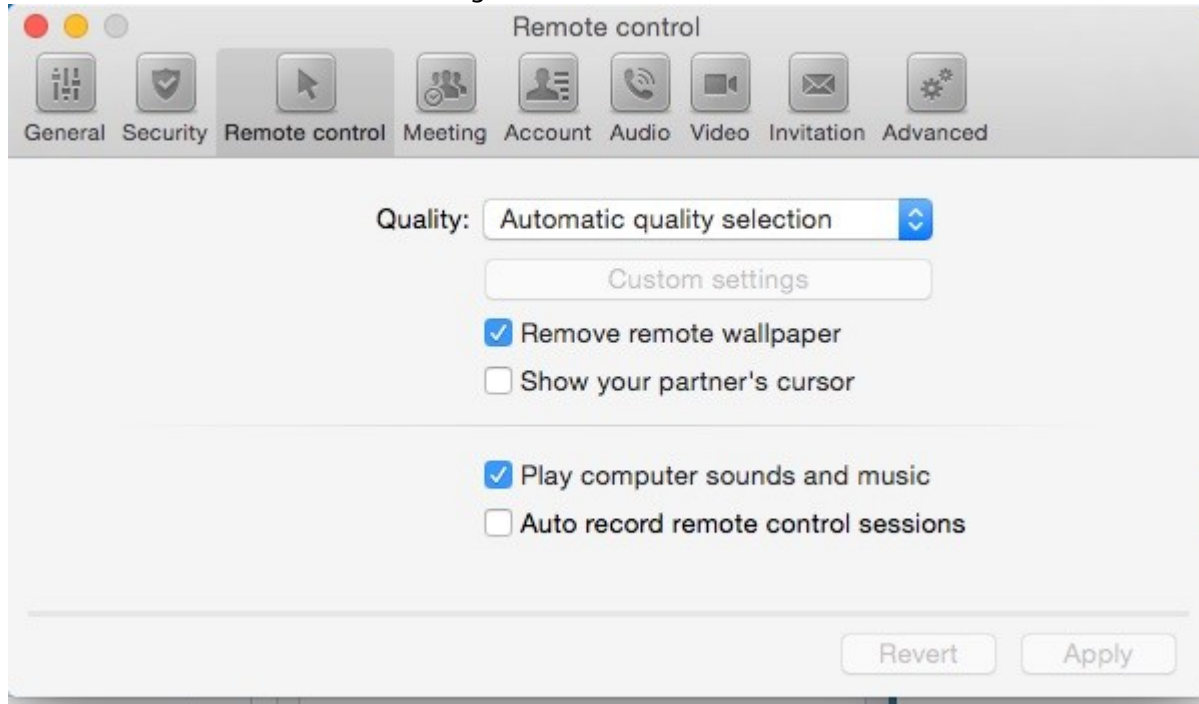 Remote control
General Security Remote control Meeting Account Audio Video Invitation Advanced
Quality: Automatic quality selection
Custom settings
Remove remote wallpaper
Show your partner's cursor
Play computer sounds and music
Auto record remote control sessions
Revert Apply